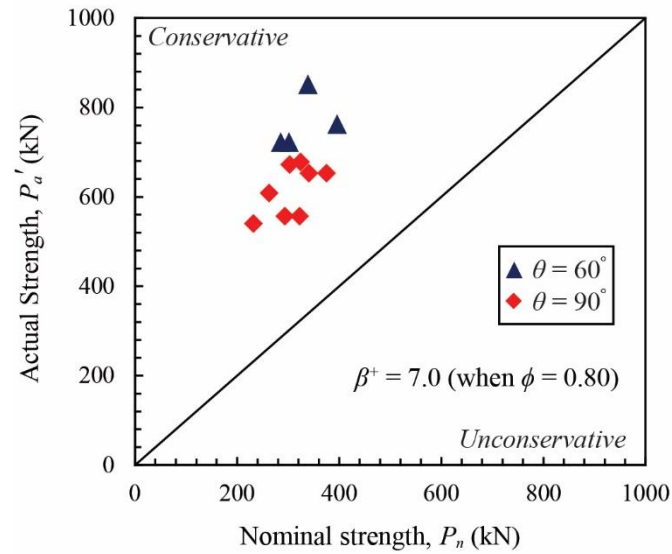 1000
Conservative
800
600
400
200
0
Actual Strength, Pₐ′ (kN)
θ = 60°
θ = 90°
β⁺ = 7.0 (when ϕ = 0.80)
Unconservative
0 200 400 600 800 1000
Nominal strength, Pₙ (kN)